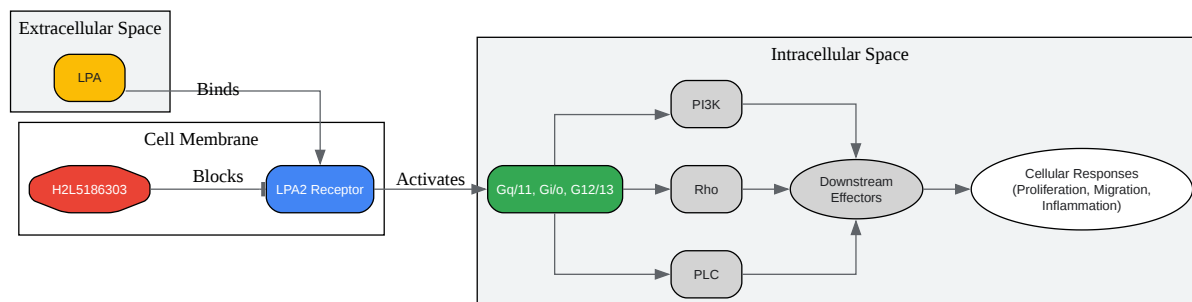 Extracellular Space
LPA
Binds
Cell Membrane
H2L5186303
Blocks
LPA2 Receptor
Activates
Intracellular Space
Gq/11, Gi/o, G12/13
PI3K
Rho
PLC
Downstream
Effectors
Cellular Responses
(Proliferation, Migration,
Inflammation)